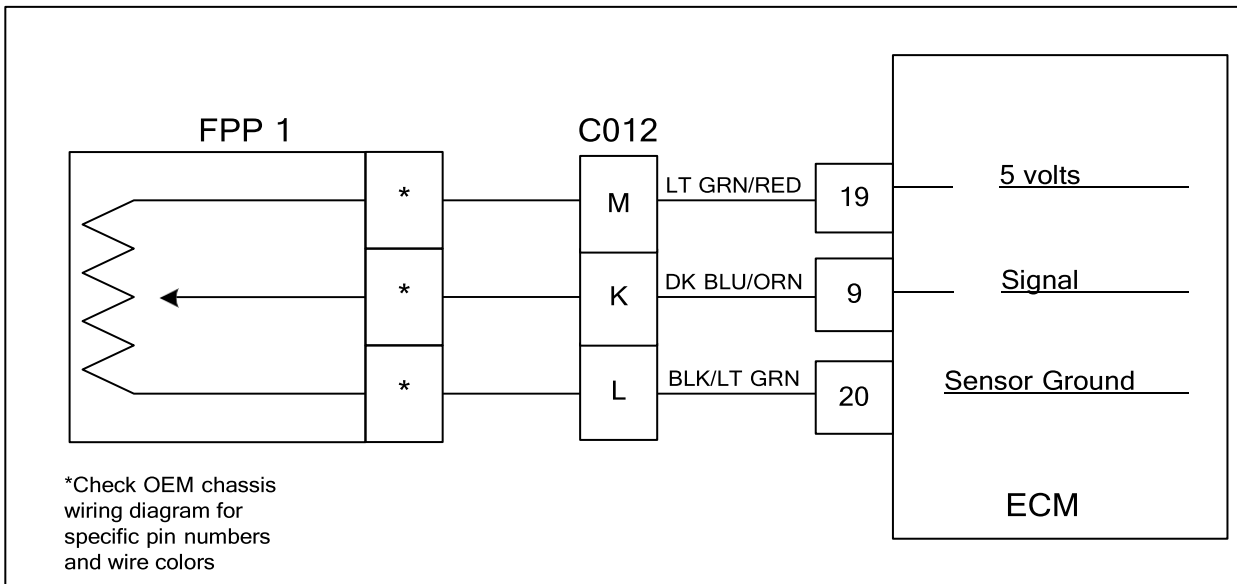 FPP 1
C012
*
M
LT GRN/RED
19
5 volts
*
K
DK BLU/ORN
9
Signal
*
L
BLK/LT GRN
20
Sensor Ground
*Check OEM chassis
wiring diagram for
specific pin numbers
and wire colors
ECM